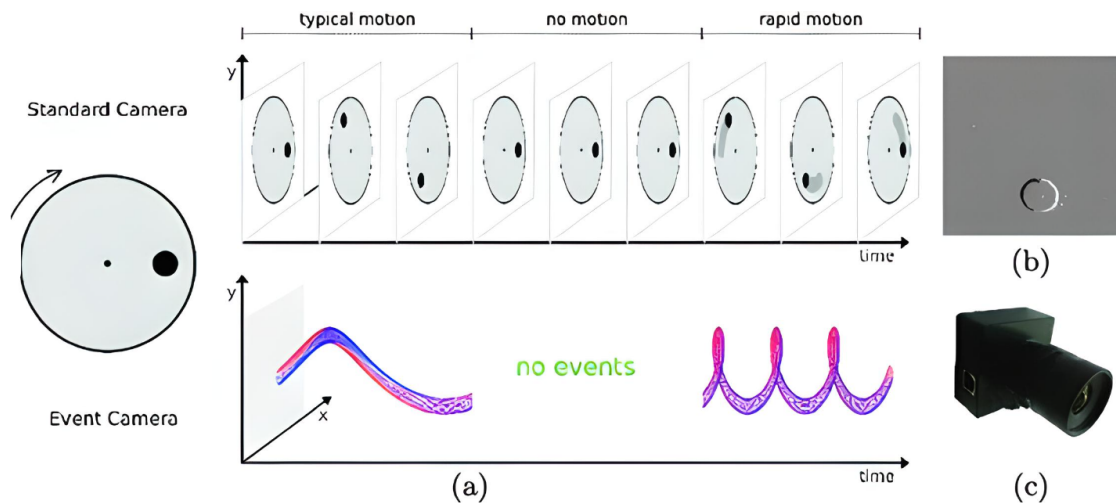 typical motion
no motion
rapid motion
y
Standard Camera
time
(b)
y
no events
Event Camera
x
time
(a)
(c)